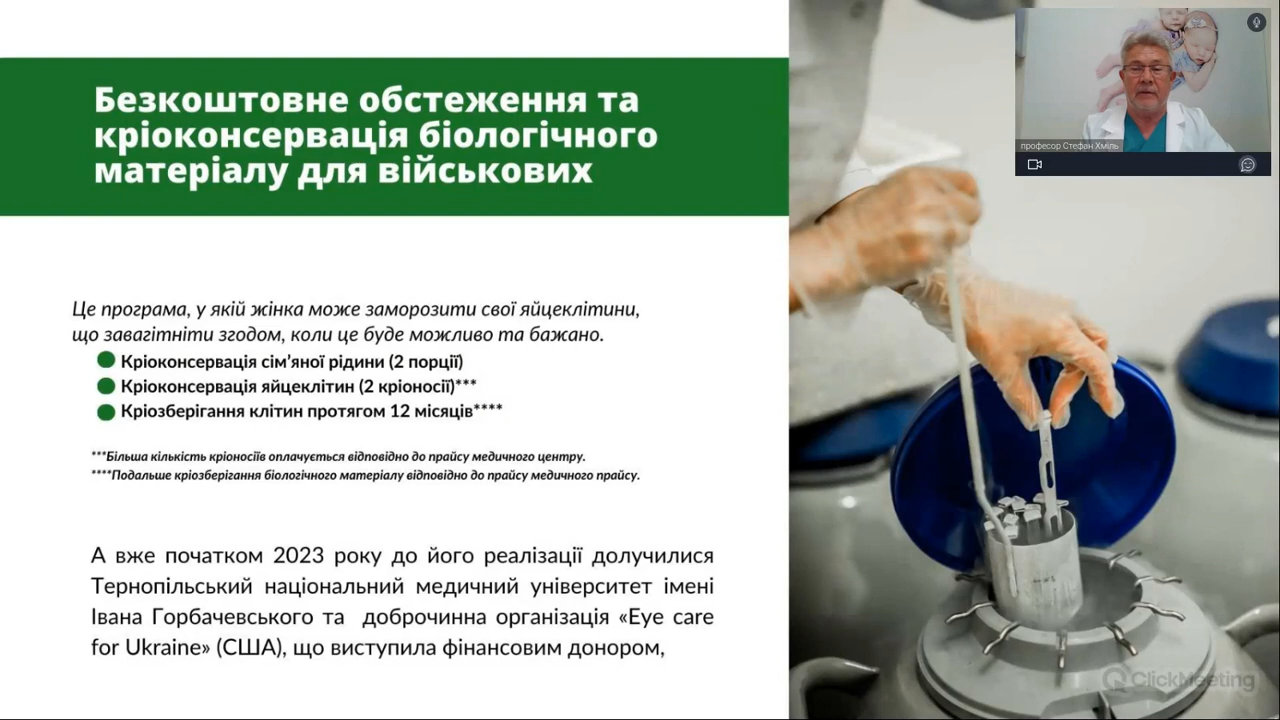 Безкоштовне обстеження та
кріоконсервація біологічного
матеріалу для військових
Це програма, у якій жінка може заморозити свої яйцеклітини,
що завагітніти згодом, коли це буде можливо та бажано.
Кріоконсервація сім’яної рідини (2 порції)
Кріоконсервація яйцеклітин (2 кріоносії)***
Кріозберігання клітин протягом 12 місяців****
***Більша кількість кріоносіїв оплачується відповідно до прайсу медичного центру.
****Подальше кріозберігання біологічного матеріалу відповідно до прайсу медичного прайсу.
А вже початком 2023 року до його реалізації долучилися
Тернопільський національний медичний університет імені
Івана Горбачевського та доброчинна організація «Eye care
for Ukraine» (США), що виступила фінансовим донором,
професор Стефан Хміль
ClickMeeting